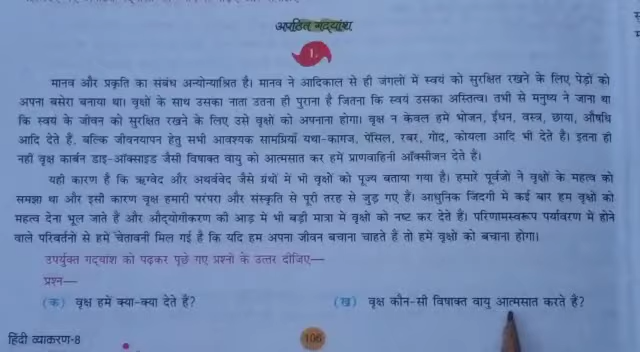 अपठित गद्यांश
1.
मानव और प्रकृति का संबंध अन्योन्याश्रित है। मानव ने आदिकाल से ही जंगलों में स्वयं को सुरक्षित रखने के लिए पेड़ों को
अपना बसेरा बनाया था। वृक्षों के साथ उसका नाता उतना ही पुराना है जितना कि स्वयं उसका अस्तित्व। तभी से मनुष्य ने जाना था
कि स्वयं के जीवन को सुरक्षित रखने के लिए उसे वृक्षों को अपनाना होगा। वृक्ष न केवल हमें भोजन, ईंधन, वस्त्र, छाया, औषधि
आदि देते हैं, बल्कि जीवनयापन हेतु सभी आवश्यक सामग्रियाँ यथा-कागज, पेंसिल, रबर, गोंद, कोयला आदि भी देते हैं। इतना ही
नहीं वृक्ष कार्बन डाइ-ऑक्साइड जैसी विषाक्त वायु को आत्मसात कर हमें प्राणवाहिनी ऑक्सीजन देते हैं।
यही कारण है कि ऋग्वेद और अथर्ववेद जैसे ग्रंथों में भी वृक्षों को पूज्य बताया गया है। हमारे पूर्वजों ने वृक्षों के महत्व को
समझा था और इसी कारण वृक्ष हमारी परंपरा और संस्कृति से पूरी तरह से जुड़ गए हैं। आधुनिक जिंदगी में कई बार हम वृक्षों को
महत्व देना भूल जाते हैं और औद्योगीकरण की आड़ में भी बड़ी मात्रा में वृक्षों को नष्ट कर देते हैं। परिणामस्वरूप पर्यावरण में होने
वाले परिवर्तनों से हमें चेतावनी मिल गई है कि यदि हम अपना जीवन बचाना चाहते हैं तो हमें वृक्षों को बचाना होगा।
उपर्युक्त गद्यांश को पढ़कर पूछे गए प्रश्नों के उत्तर दीजिए—
प्रश्न—
(क) वृक्ष हमें क्या-क्या देते हैं? (ख) वृक्ष कौन-सी विषाक्त वायु आत्मसात करते हैं?
हिंदी व्याकरण-8 106